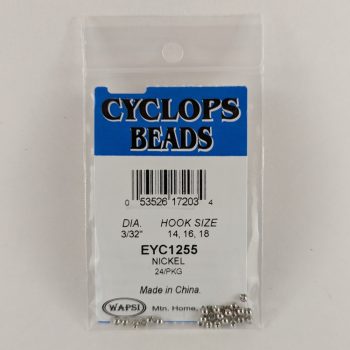 CYCLOPS
BEADS
0 53526 17203 4
DIA. HOOK SIZE
3/32" 14, 16, 18
EYC1255
NICKEL
24/PKG
Made in China.
WAPSI Mtn. Home,